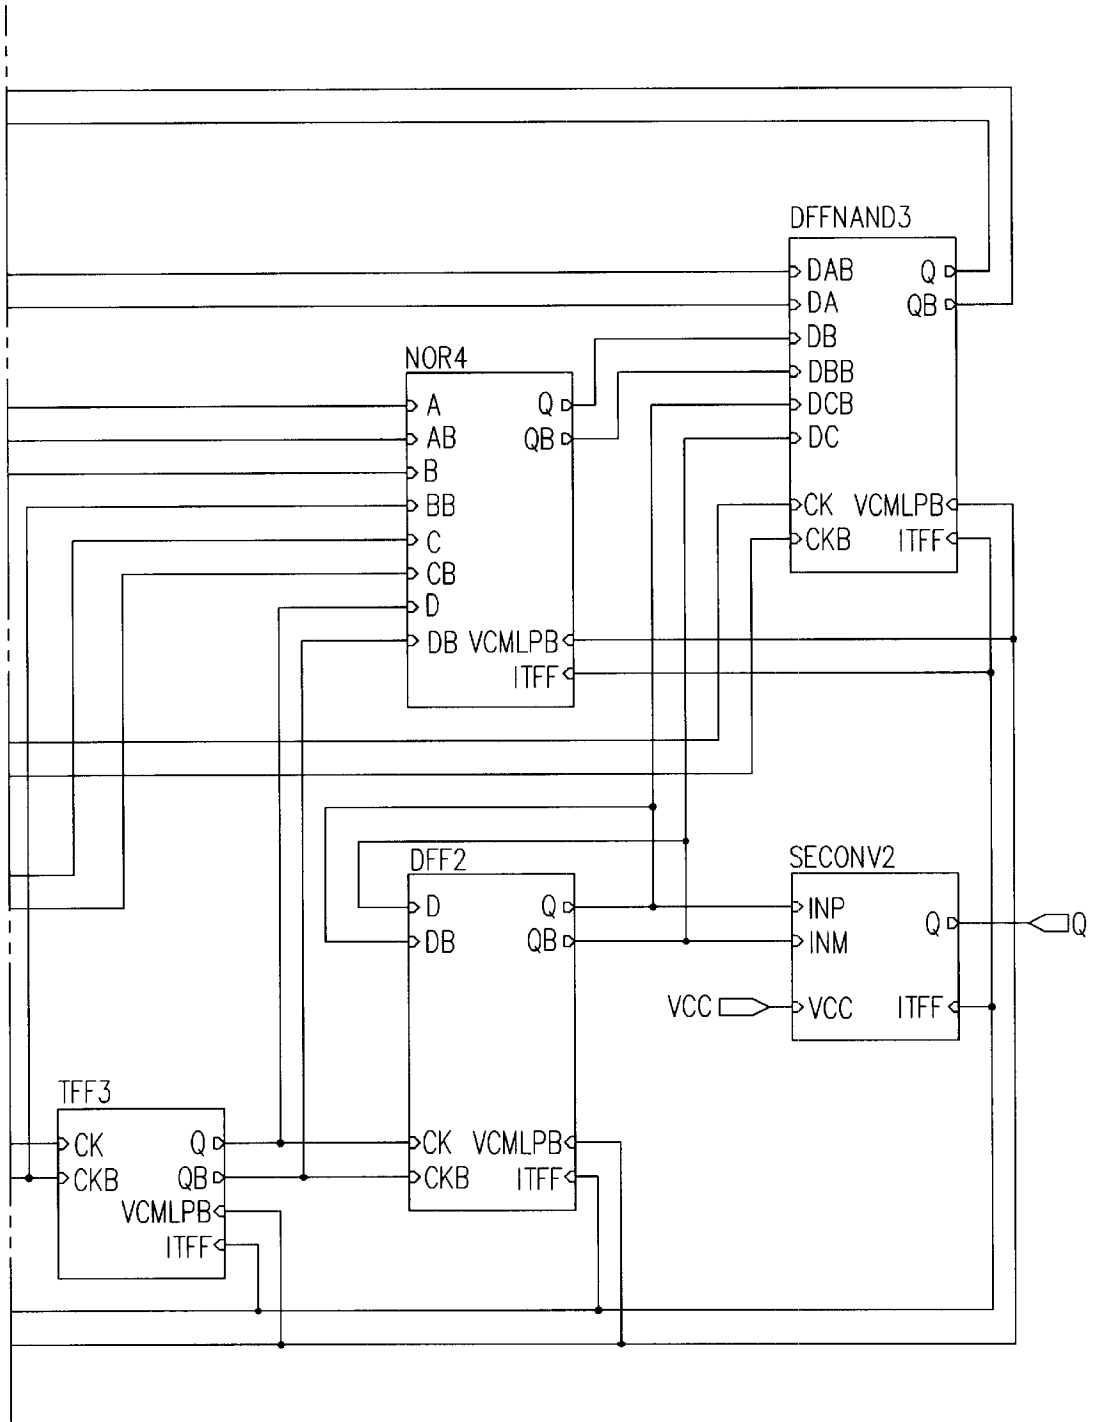 DFFNAND3
DAB Q
DA QB
DB
DBB
DCB
DC
CK VCMLPB
CKB ITFF
NOR4
A Q
AB QB
B
BB
C
CB
D
DB VCMLPB
ITFF
DFF2
D Q
DB QB
CK VCMLPB
CKB ITFF
SECONV2
INP Q
INM
VCC ITFF
VCC
Q
TFF3
CK Q
CKB QB
VCMLPB
ITFF